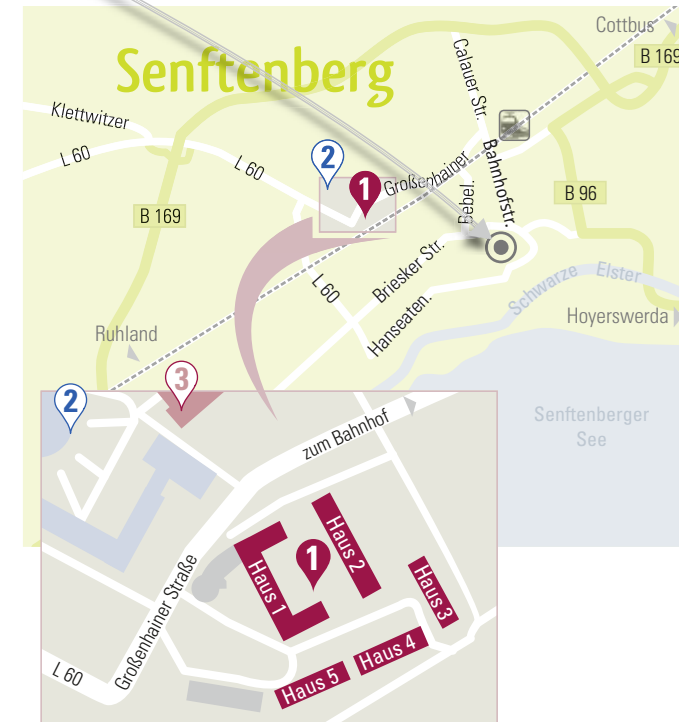 Cottbus
B 169
Senftenberg
Calauer Str.
Klettwitzer
L 60
L 60
2
1
Großenhainer
Bahnhofstr.
Bebel.
B 96
B 169
Briesker Str.
L 60
Hanseaten.
Schwarze Elster
Hoyerswerda
Ruhland
3
2
Senftenberger
See
zum Bahnhof
Haus 2
1
Haus 1
Haus 3
Großenhainer Straße
Haus 4
L 60
Haus 5